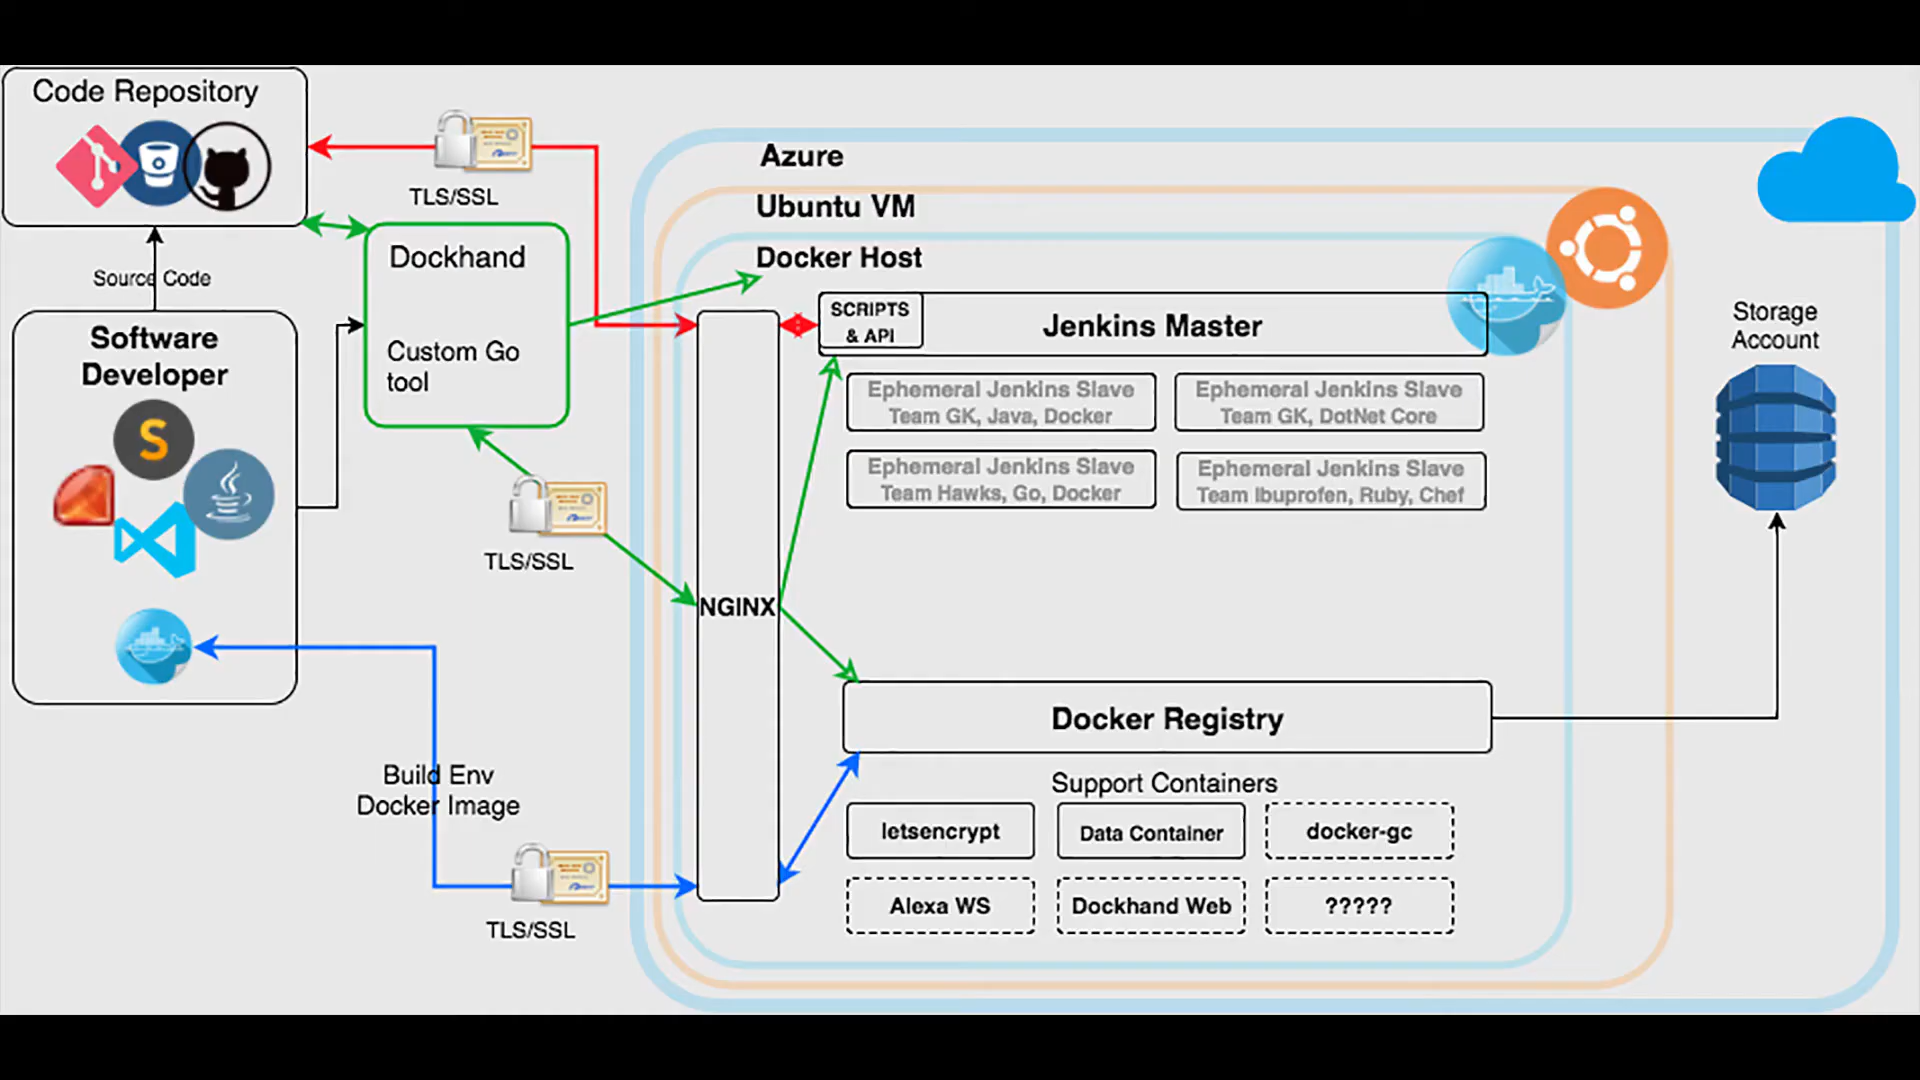 Code Repository
TLS/SSL
Azure
Ubuntu VM
Docker Host
Source Code
Dockhand
Custom Go
tool
Software
Developer
SCRIPTS
& API
Jenkins Master
Storage
Account
Ephemeral Jenkins Slave
Team GK, Java, Docker
Ephemeral Jenkins Slave
Team GK, DotNet Core
Ephemeral Jenkins Slave
Team Hawks, Go, Docker
Ephemeral Jenkins Slave
Team Ibuprofen, Ruby, Chef
S
TLS/SSL
NGINX
Docker Registry
Build Env
Docker Image
Support Containers
letsencrypt
Data Container
docker-gc
Alexa WS
Dockhand Web
?????
TLS/SSL